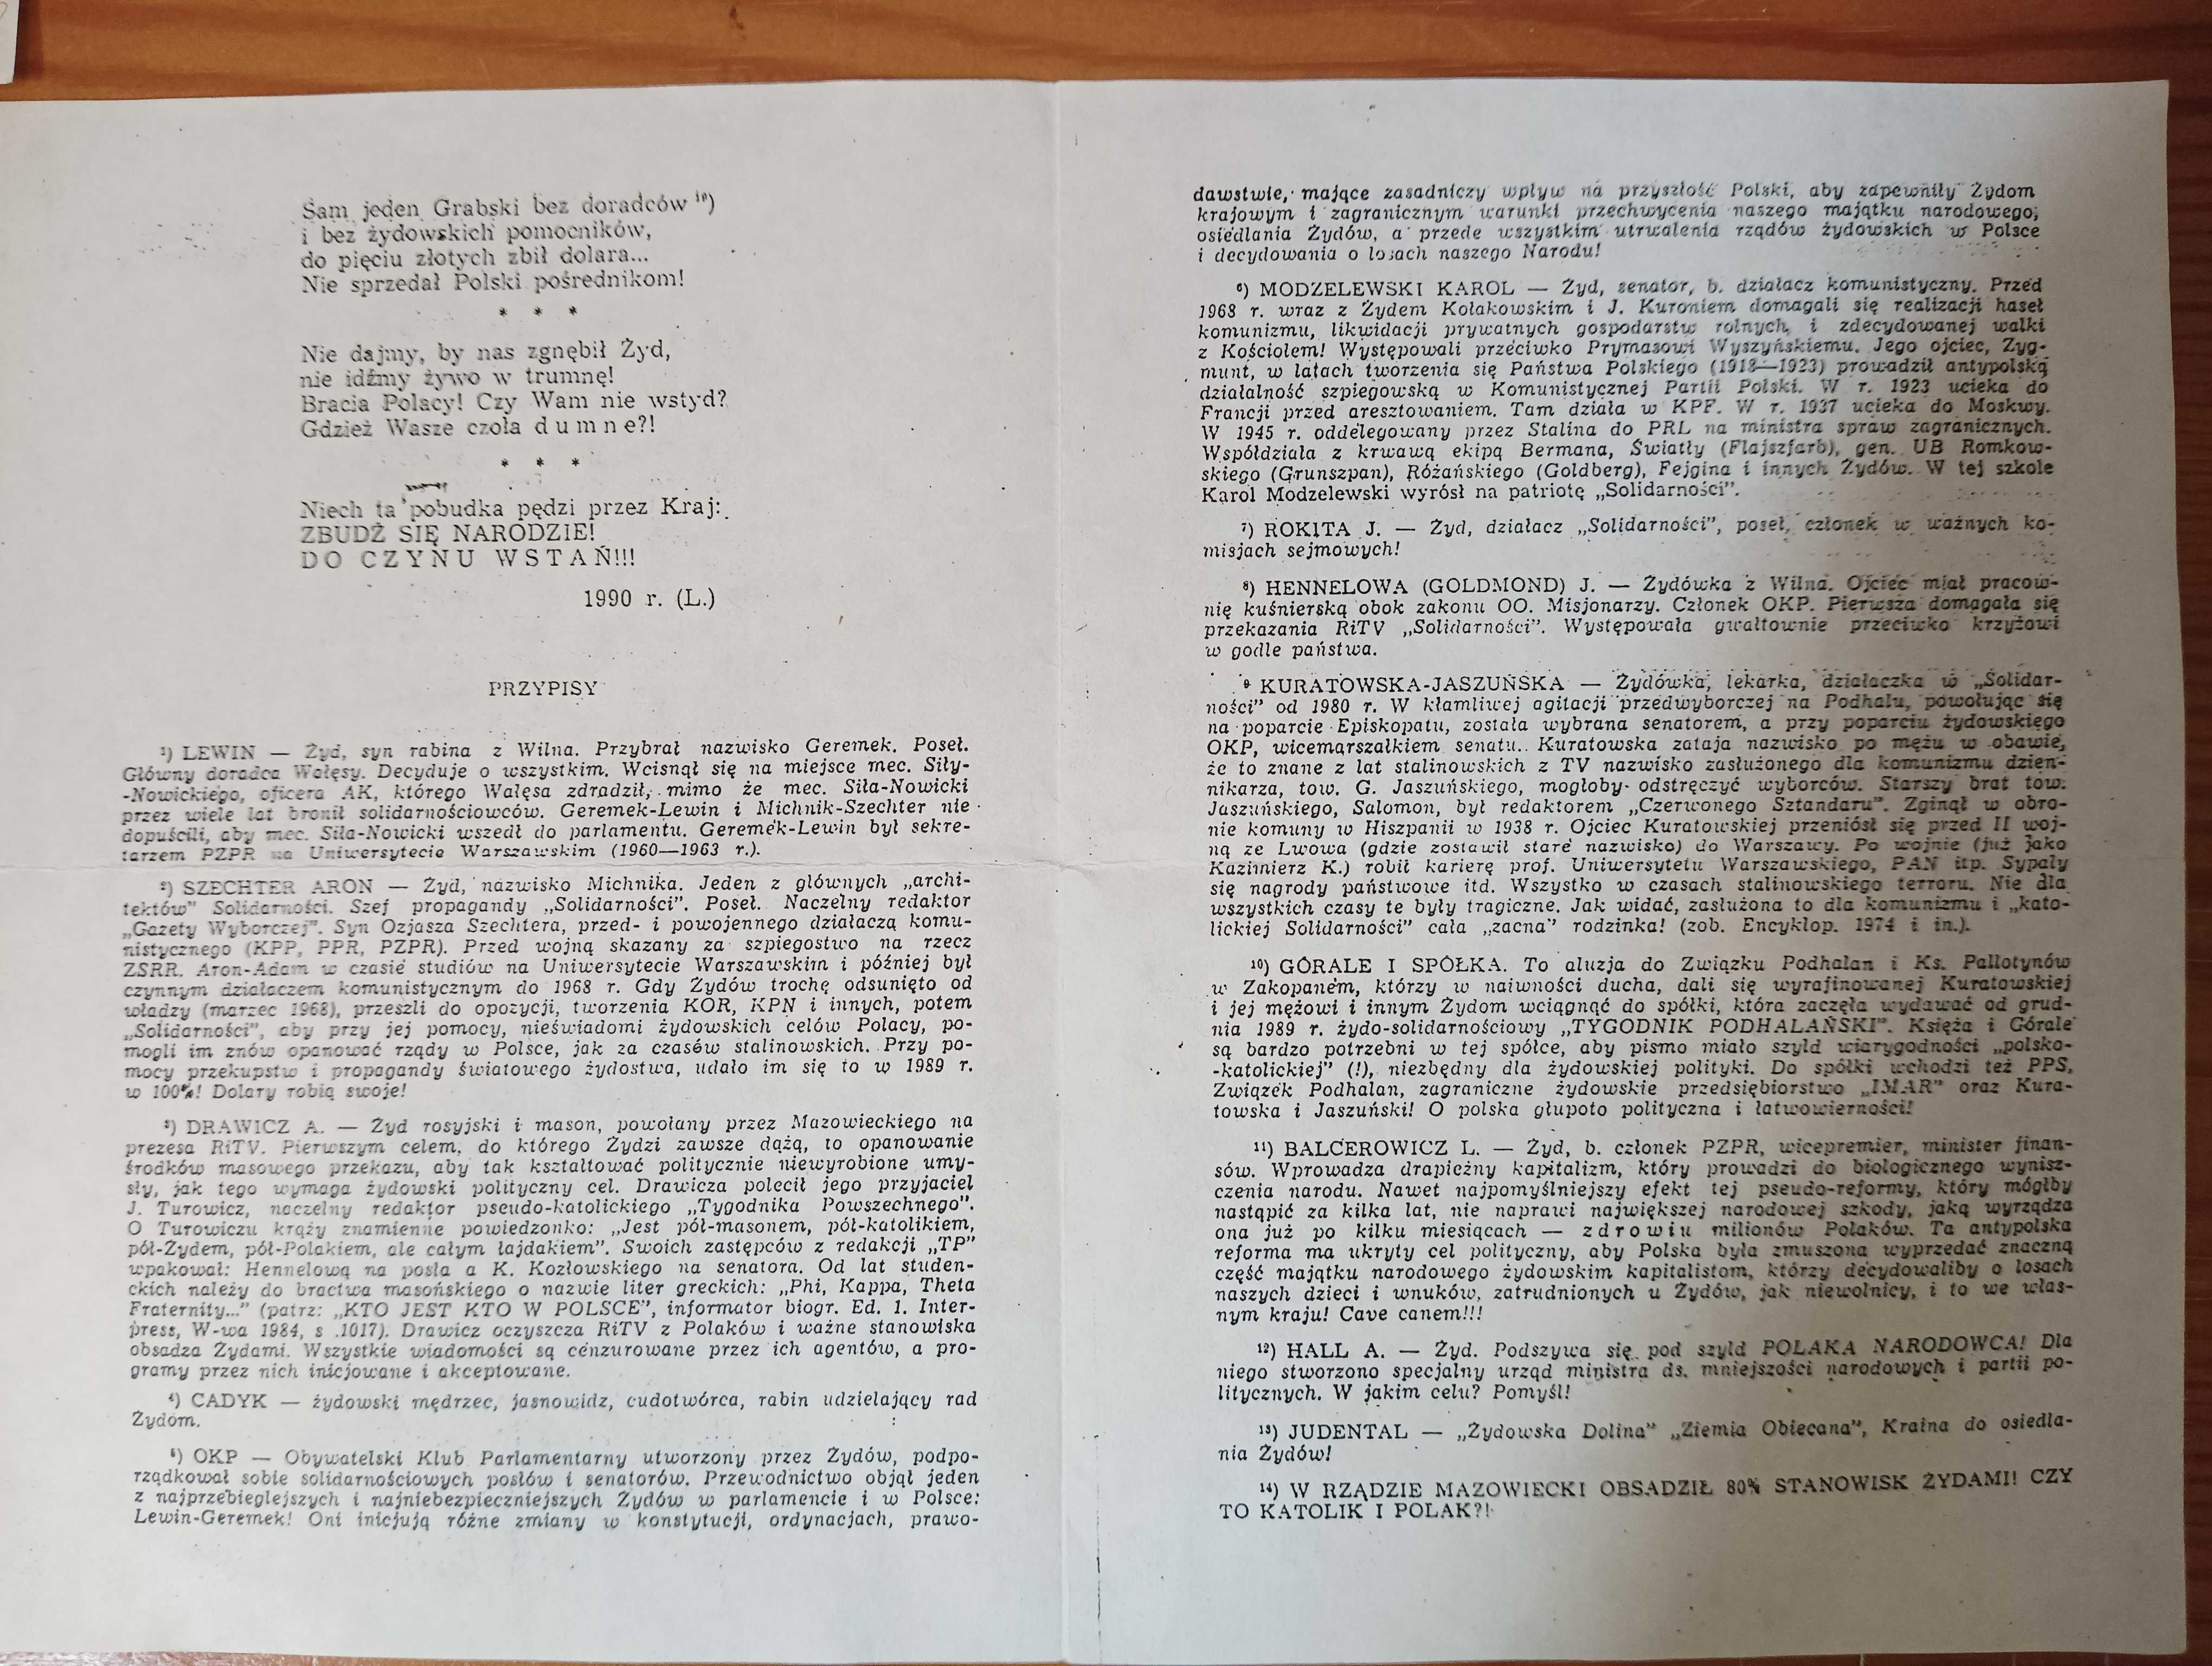 Sam jeden Grabski bez doradców ¹⁰)
i bez żydowskich pomocników,
do pięciu złotych zbił dolara...
Nie sprzedał Polski pośrednikom!
* * *
Nie dajmy, by nas zgnębił Żyd,
nie idźmy żywo w trumnę!
Bracia Polacy! Czy Wam nie wstyd?
Gdzież Wasze czoła d u m n e?!
* * *
Niech ta pobudka pędzi przez Kraj:
ZBUDŹ SIĘ NARODZIE!
D O C Z Y N U W S T A Ń!!!
1990 r. (L.)
PRZYPISY
¹) LEWIN — Żyd, syn rabina z Wilna. Przybrał nazwisko Geremek. Poseł.
Główny doradca Wałęsy. Decyduje o wszystkim. Wcisnął się na miejsce mec. Siły-
-Nowickiego, oficera AK, którego Wałęsa zdradził, mimo że mec. Siła-Nowicki
przez wiele lat bronił solidarnościowców. Geremek-Lewin i Michnik-Szechter nie
dopuścili, aby mec. Siła-Nowicki wszedł do parlamentu. Geremek-Lewin był sekre-
tarzem PZPR na Uniwersytecie Warszawskim (1960—1963 r.).
²) SZECHTER ARON — Żyd, nazwisko Michnika. Jeden z głównych „archi-
tektów” Solidarności. Szef propagandy „Solidarności”. Poseł. Naczelny redaktor
„Gazety Wyborczej”. Syn Ozjasza Szechtera, przed- i powojennego działaczą komu-
nistycznego (KPP, PPR, PZPR). Przed wojną skazany za szpiegostwo na rzecz
ZSRR. Aron-Adam w czasie studiów na Uniwersytecie Warszawskim i później był
czynnym działaczem komunistycznym do 1968 r. Gdy Żydów trochę odsunięto od
władzy (marzec 1968), przeszli do opozycji, tworzenia KOR, KPN i innych, potem
„Solidarności”, aby przy jej pomocy, nieświadomi żydowskich celów Polacy, po-
mogli im znów opanować rządy w Polsce, jak za czasów stalinowskich. Przy po-
mocy przekupstw i propagandy światowego żydostwa, udało im się to w 1989 r.
w 100%! Dolary robią swoje!
³) DRAWICZ A. — Żyd rosyjski i mason, powołany przez Mazowieckiego na
prezesa RiTV. Pierwszym celem, do którego Żydzi zawsze dążą, to opanowanie
środków masowego przekazu, aby tak kształtować politycznie niewyrobione umy-
sły, jak tego wymaga żydowski polityczny cel. Drawicza polecił jego przyjaciel
J. Turowicz, naczelny redaktor pseudo-katolickiego „Tygodnika Powszechnego”.
O Turowiczu krąży znamienne powiedzonko: „Jest pół-masonem, pół-katolikiem,
pół-Żydem, pół-Polakiem, ale całym łajdakiem”. Swoich zastępców z redakcji „TP”
wpakował: Hennelową na posła a K. Kozłowskiego na senatora. Od lat studen-
ckich należy do bractwa masońskiego o nazwie liter greckich: „Phi, Kappa, Theta
Fraternity...” (patrz: „KTO JEST KTO W POLSCE”, informator biogr. Ed. 1. Inter-
press, W-wa 1984, s .1017). Drawicz oczyszcza RiTV z Polaków i ważne stanowiska
obsadza Żydami. Wszystkie wiadomości są cenzurowane przez ich agentów, a pro-
gramy przez nich inicjowane i akceptowane.
⁴) CADYK — żydowski mędrzec, jasnowidz, cudotwórca, rabin udzielający rad
Żydom.
⁵) OKP — Obywatelski Klub Parlamentarny utworzony przez Żydów, podpo-
rządkował sobie solidarnościowych posłów i senatorów. Przewodnictwo objął jeden
z najprzebieglejszych i najniebezpieczniejszych Żydów w parlamencie i w Polsce:
Lewin-Geremek! Oni inicjują różne zmiany w konstytucji, ordynacjach, prawo-
dawstwie, mające zasadniczy wpływ na przyszłość Polski, aby zapewniły Żydom
krajowym i zagranicznym warunki przechwycenia naszego majątku narodowego,
osiedlania Żydów, a przede wszystkim utrwalenia rządów żydowskich w Polsce
i decydowania o losach naszego Narodu!
⁶) MODZELEWSKI KAROL — Żyd, senator, b. działacz komunistyczny. Przed
1968 r. wraz z Żydem Kołakowskim i J. Kuroniem domagali się realizacji haseł
komunizmu, likwidacji prywatnych gospodarstw rolnych i zdecydowanej walki
z Kościołem! Występowali przeciwko Prymasowi Wyszyńskiemu. Jego ojciec, Zyg-
munt, w latach tworzenia się Państwa Polskiego (1918—1923) prowadził antypolską
działalność szpiegowską w Komunistycznej Partii Polski. W r. 1923 ucieka do
Francji przed aresztowaniem. Tam działa w KPF. W r. 1937 ucieka do Moskwy.
W 1945 r. oddelegowany przez Stalina do PRL na ministra spraw zagranicznych.
Współdziała z krwawą ekipą Bermana, Światły (Flajszfarb), gen. UB Romkow-
skiego (Grunszpan), Różańskiego (Goldberg), Fejgina i innych Żydów. W tej szkole
Karol Modzelewski wyrósł na patriotę „Solidarności”.
⁷) ROKITA J. — Żyd, działacz „Solidarności”, poseł, członek w ważnych ko-
misjach sejmowych!
⁸) HENNELOWA (GOLDMOND) J. — Żydówka z Wilna. Ojciec miał pracow-
nię kuśnierską obok zakonu OO. Misjonarzy. Członek OKP. Pierwsza domagała się
przekazania RiTV „Solidarności”. Występowała gwałtownie przeciwko krzyżowi
w godle państwa.
⁹ KURATOWSKA-JASZUŃSKA — Żydówka, lekarka, działaczka w „Solidar-
ności” od 1980 r. W kłamliwej agitacji przedwyborczej na Podhalu, powołując się
na poparcie Episkopatu, została wybrana senatorem, a przy poparciu żydowskiego
OKP, wicemarszałkiem senatu.. Kuratowska zataja nazwisko po mężu w obawie,
że to znane z lat stalinowskich z TV nazwisko zasłużonego dla komunizmu dzien-
nikarza, tow. G. Jaszuńskiego, mogłoby odstręczyć wyborców. Starszy brat tow.
Jaszuńskiego, Salomon, był redaktorem „Czerwonego Sztandaru”. Zginął w obro-
nie komuny w Hiszpanii w 1938 r. Ojciec Kuratowskiej przeniósł się przed II woj-
ną ze Lwowa (gdzie zostawił stare nazwisko) do Warszawy. Po wojnie (już jako
Kazimierz K.) robił karierę prof. Uniwersytetu Warszawskiego, PAN itp. Sypały
się nagrody państwowe itd. Wszystko w czasach stalinowskiego terroru. Nie dla
wszystkich czasy te były tragiczne. Jak widać, zasłużona to dla komunizmu i „kato-
lickiej Solidarności” cała „zacna” rodzinka! (zob. Encyklop. 1974 i in.).
¹⁰) GÓRALE I SPÓŁKA. To aluzja do Związku Podhalan i Ks. Pallotynów
w Zakopanem, którzy w naiwności ducha, dali się wyrafinowanej Kuratowskiej
i jej mężowi i innym Żydom wciągnąć do spółki, która zaczęła wydawać od grud-
nia 1989 r. żydo-solidarnościowy „TYGODNIK PODHALAŃSKI”. Księża i Górale
są bardzo potrzebni w tej spółce, aby pismo miało szyld wiarygodności „polsko-
-katolickiej” (!), niezbędny dla żydowskiej polityki. Do spółki wchodzi też PPS,
Związek Podhalan, zagraniczne żydowskie przedsiębiorstwo „IMAR” oraz Kura-
towska i Jaszuński! O polska głupoto polityczna i łatwowierności!
¹¹) BALCEROWICZ L. — Żyd, b. członek PZPR, wicepremier, minister finan-
sów. Wprowadza drapieżny kapitalizm, który prowadzi do biologicznego wynisz-
czenia narodu. Nawet najpomyślniejszy efekt tej pseudo-reformy, który mógłby
nastąpić za kilka lat, nie naprawi największej narodowej szkody, jaką wyrządza
ona już po kilku miesiącach — z d r o w i u milionów Polaków. Ta antypolska
reforma ma ukryty cel polityczny, aby Polska była zmuszona wyprzedać znaczną
część majątku narodowego żydowskim kapitalistom, którzy decydowaliby o losach
naszych dzieci i wnuków, zatrudnionych u Żydów, jak niewolnicy, i to we włas-
nym kraju! Cave canem!!!
¹²) HALL A. — Żyd. Podszywa się pod szyld POLAKA NARODOWCA! Dla
niego stworzono specjalny urząd ministra ds. mniejszości narodowych i partii po-
litycznych. W jakim celu? Pomyśl!
¹³) JUDENTAL — „Żydowska Dolina” „Ziemia Obiecana”, Kraina do osiedla-
nia Żydów!
¹⁴) W RZĄDZIE MAZOWIECKI OBSADZIŁ 80% STANOWISK ŻYDAMI! CZY
TO KATOLIK I POLAK?!